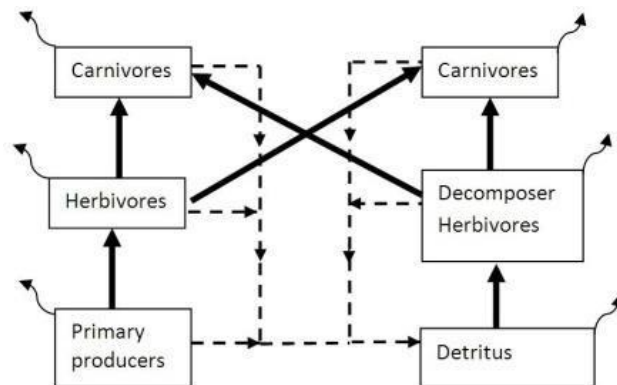 Carnivores
Carnivores
Herbivores
Decomposer
Herbivores
Primary
producers
Detritus